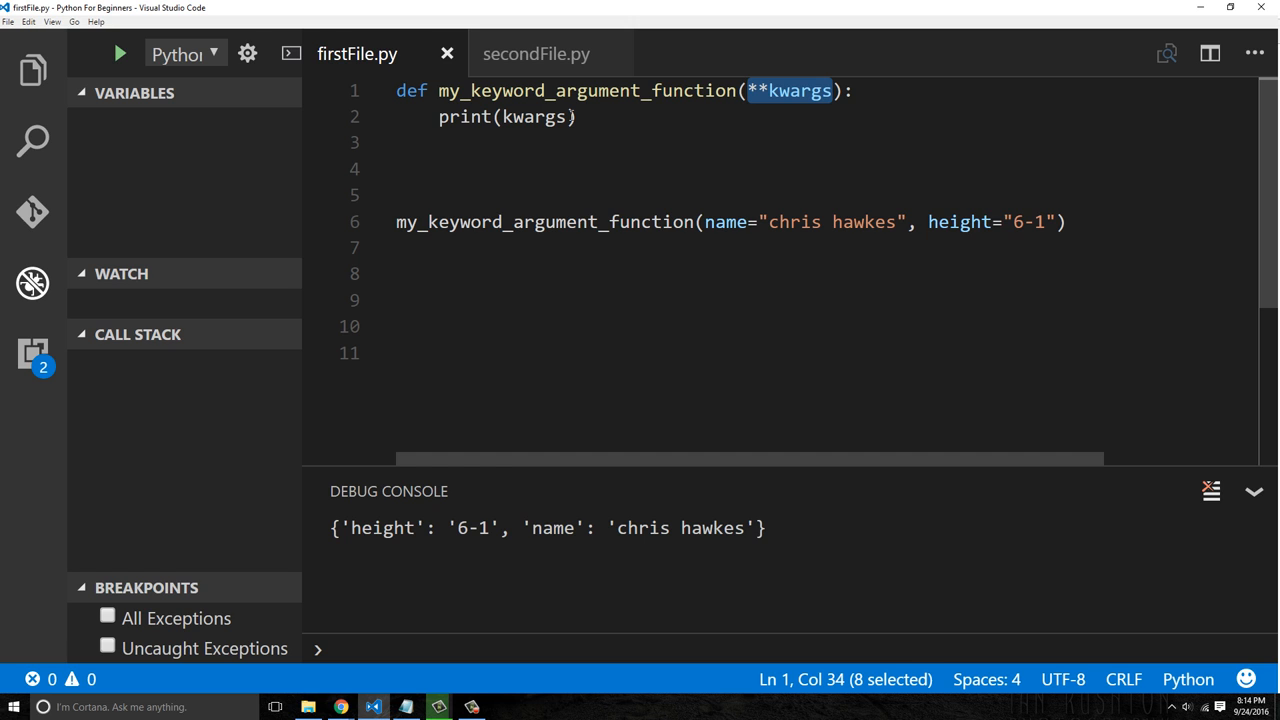 firstFile.py - Python For Beginners - Visual Studio Code
File Edit View Go Help
Python
firstFile.py
secondFile.py
VARIABLES
WATCH
CALL STACK
BREAKPOINTS
All Exceptions
Uncaught Exceptions
2
1 def my_keyword_argument_function(**kwargs):
2 print(kwargs)
3
4
5
6 my_keyword_argument_function(name="chris hawkes", height="6-1")
7
8
9
10
11
DEBUG CONSOLE
{'height': '6-1', 'name': 'chris hawkes'}
0 0 Ln 1, Col 34 (8 selected) Spaces: 4 UTF-8 CRLF Python
I'm Cortana. Ask me anything.
8:14 PM
9/24/2016